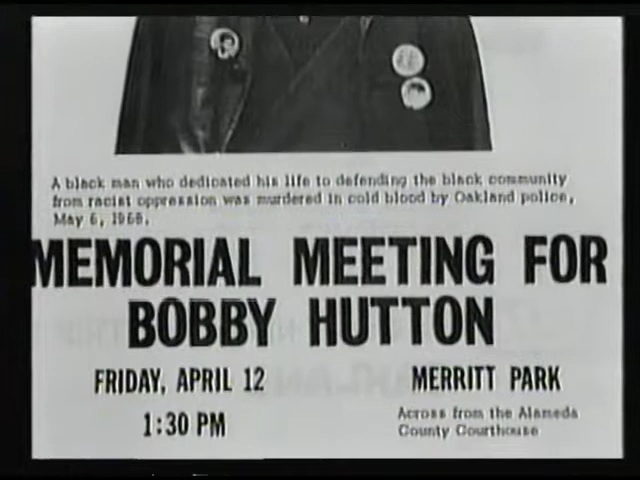 A black man who dedicated his life to defending the black community
from racist oppression was murdered in cold blood by Oakland police,
May 6, 1968.
MEMORIAL MEETING FOR
BOBBY HUTTON
FRIDAY, APRIL 12
MERRITT PARK
1:30 PM
Across from the Alameda
County Courthouse